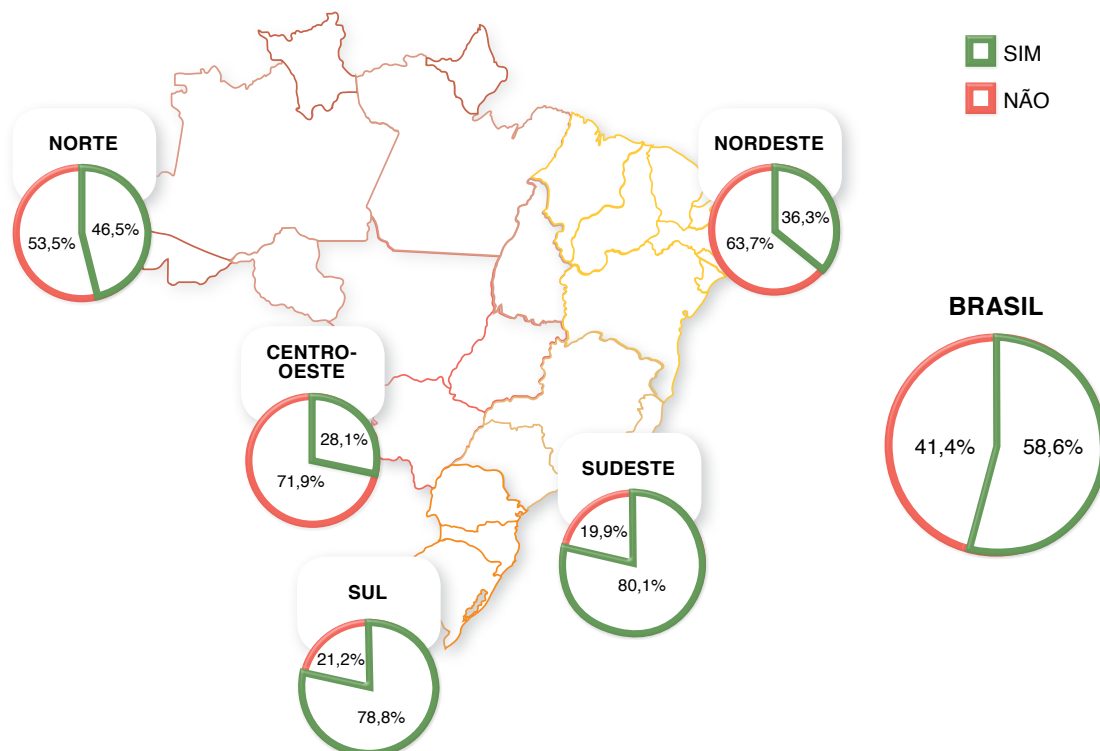 SIM
NÃO
NORTE
53,5%
46,5%
NORDESTE
36,3%
63,7%
BRASIL
41,4%
58,6%
CENTRO-
OESTE
28,1%
71,9%
SUDESTE
19,9%
80,1%
SUL
21,2%
78,8%